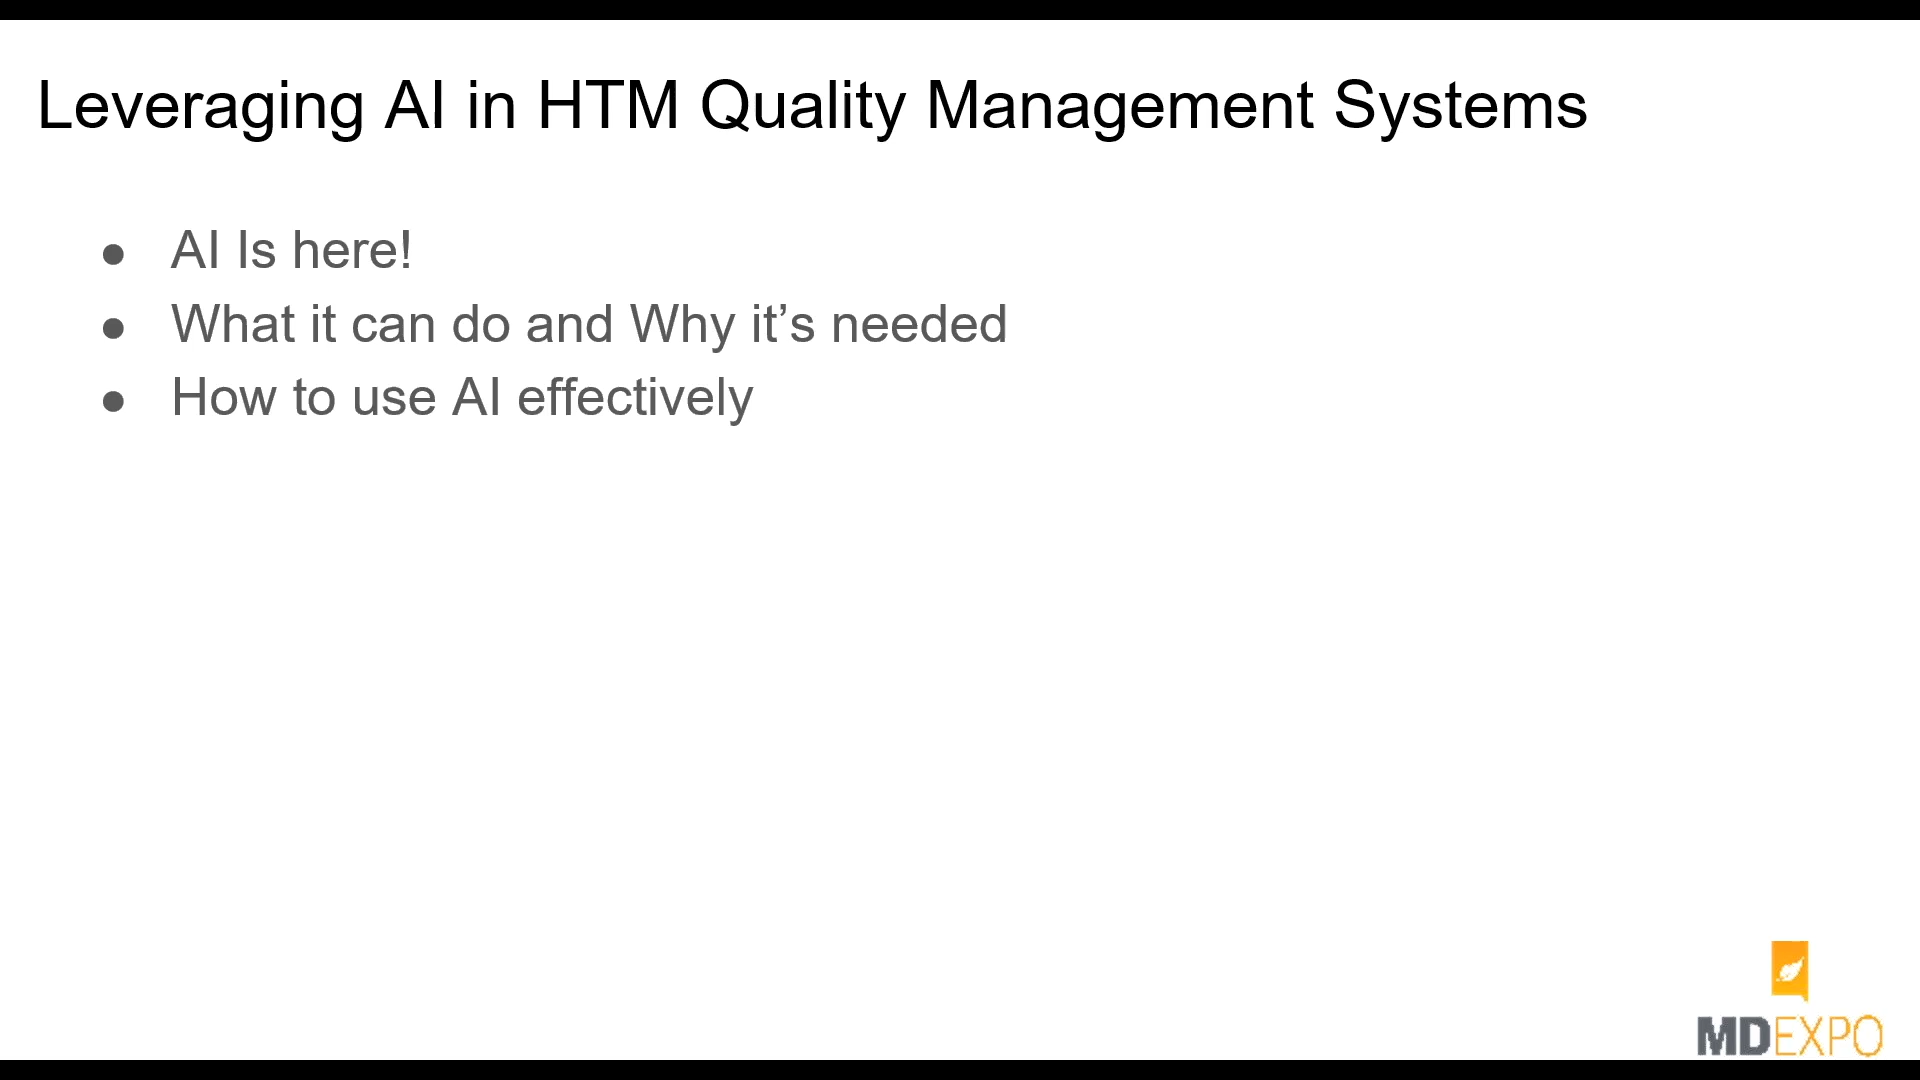 Leveraging AI in HTM Quality Management Systems
● AI Is here!
● What it can do and Why it’s needed
● How to use AI effectively
MDEXPO